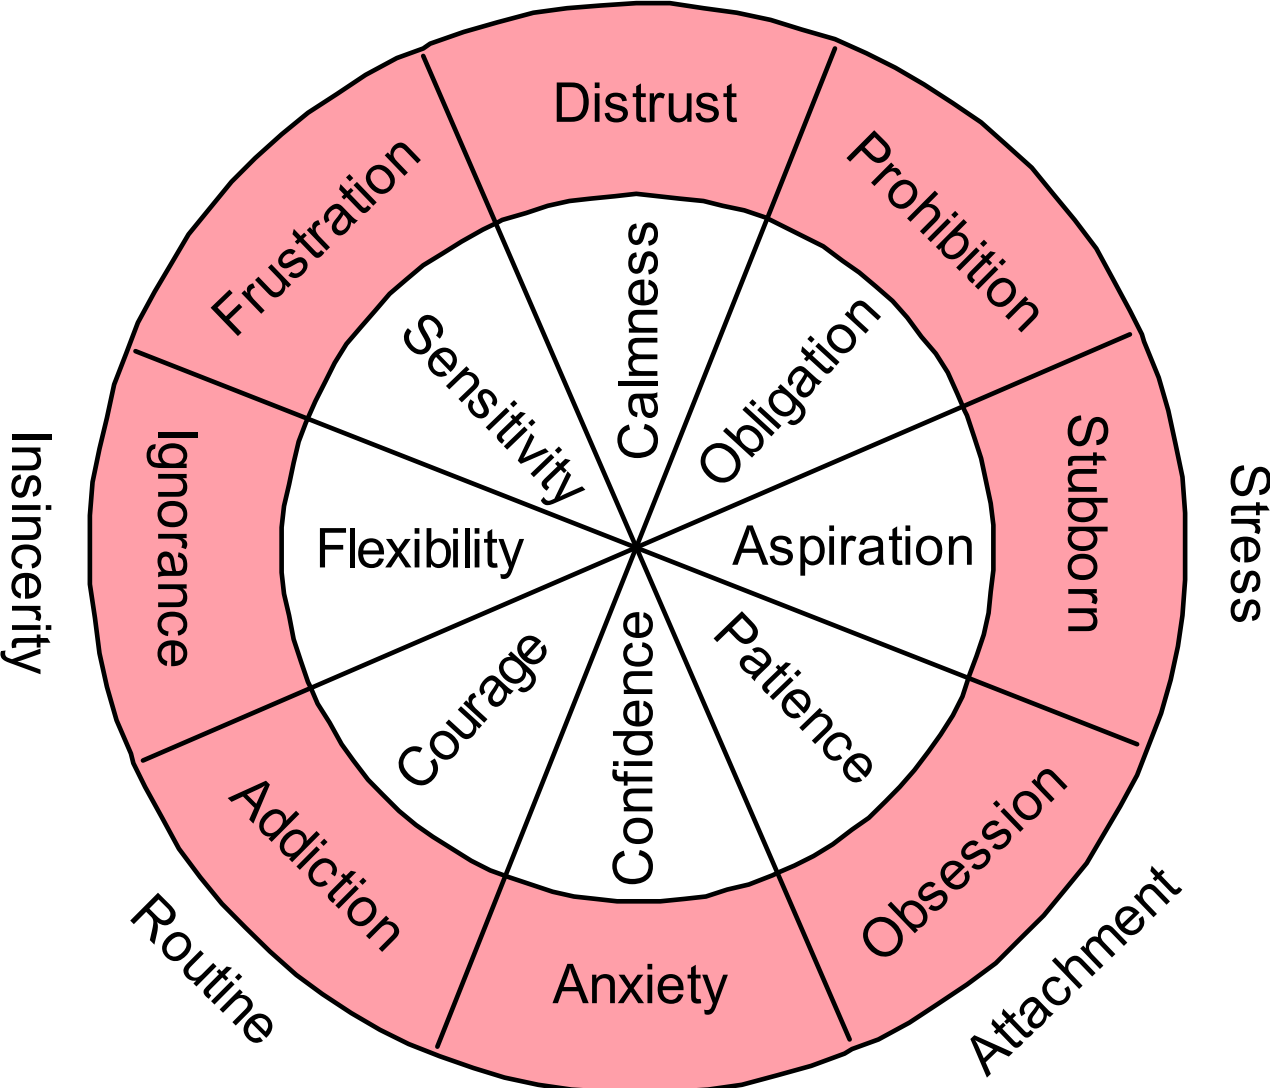 Distrust
Prohibition
Stubborn
Obsession
Anxiety
Addiction
Ignorance
Frustration
Calmness
Obligation
Aspiration
Patience
Confidence
Courage
Flexibility
Sensitivity
Stress
Attachment
Routine
Insincerity